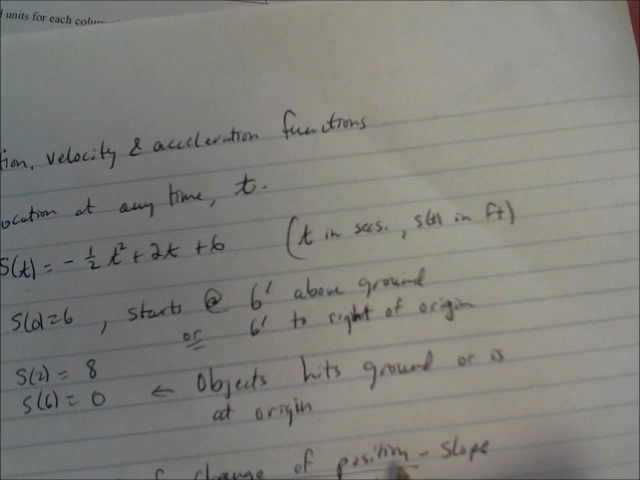 units for each colum
tion, velocity & acceleration functions
ocation at any time, t.
S(t) = - 1/2 t² + 2t + 6 (t in secs., s(t) in ft)
S(0)=6 , starts @ 6' above ground
or 6' to right of origin
S(2) = 8
S(6) = 0 ← Objects hits ground or is
at origin
f change of position - slope